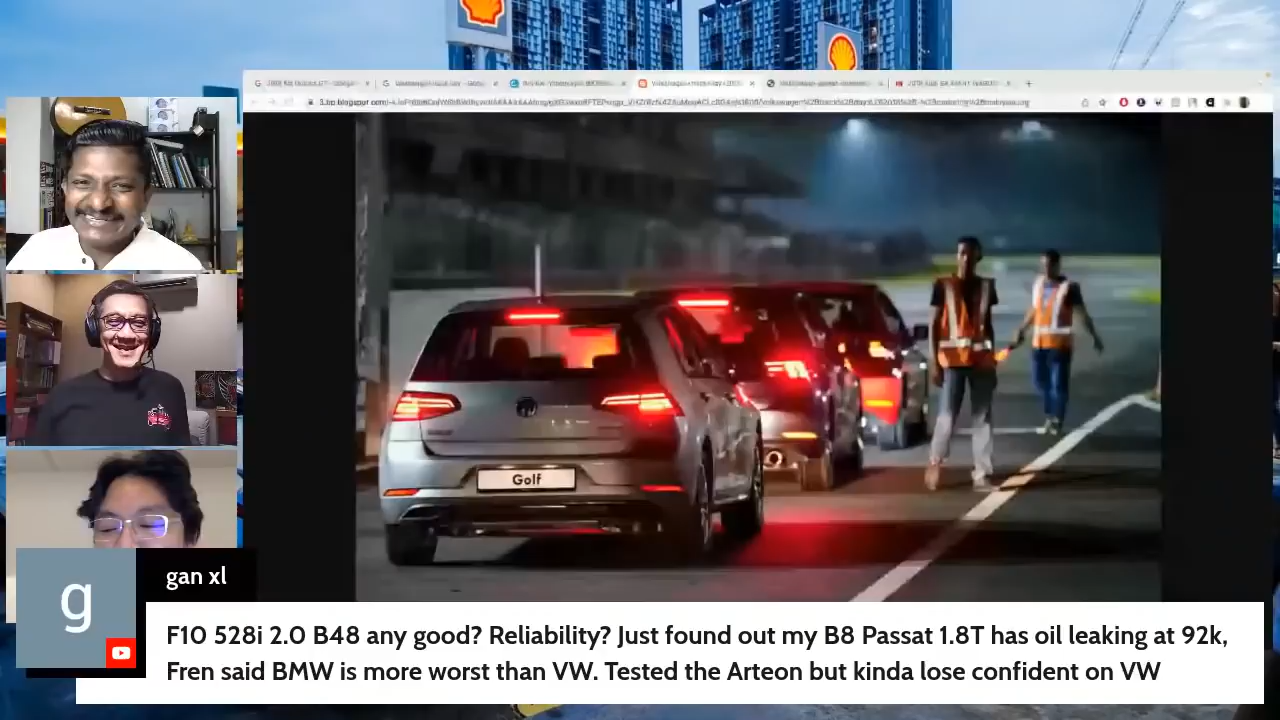 Golf
g
gan xl
F10 528i 2.0 B48 any good? Reliability? Just found out my B8 Passat 1.8T has oil leaking at 92k,
Fren said BMW is more worst than VW. Tested the Arteon but kinda lose confident on VW